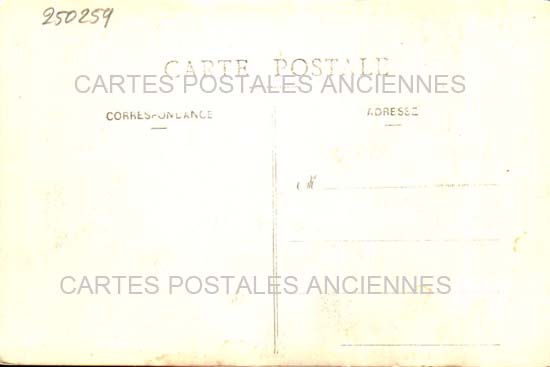 250259
CARTE POSTALE
CARTES POSTALES ANCIENNES
CORRESPONDANCE
ADRESSE
M
CARTES POSTALES ANCIENNES